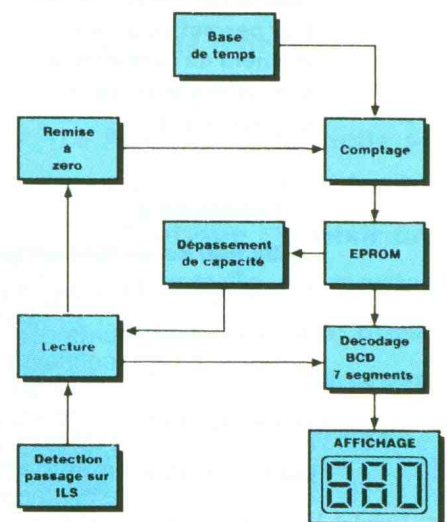 Base
de temps
Remise
à
zero
Comptage
Dépassement
de capacité
EPROM
Lecture
Decodage
BCD
7 segments
Detection
passage sur
ILS
AFFICHAGE
880